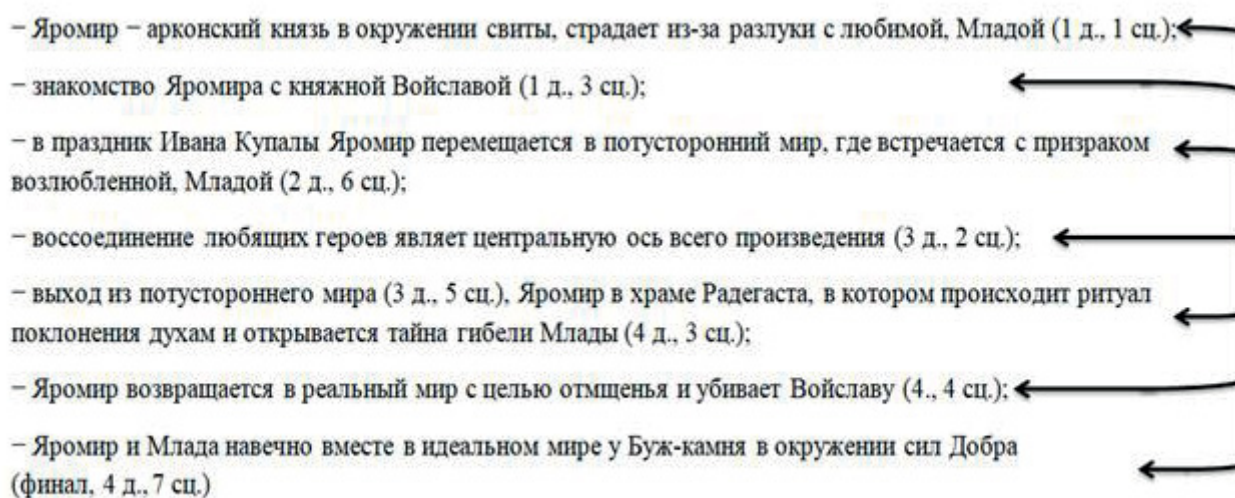 − Яромир − арконский князь в окружении свиты, страдает из-за разлуки с любимой, Младой (1 д., 1 сц.);
− знакомство Яромира с княжной Войславой (1 д., 3 сц.);
− в праздник Ивана Купалы Яромир перемещается в потусторонний мир, где встречается с призраком
возлюбленной, Младой (2 д., 6 сц.);
− воссоединение любящих героев являет центральную ось всего произведения (3 д., 2 сц.);
− выход из потустороннего мира (3 д., 5 сц.), Яромир в храме Радегаста, в котором происходит ритуал
поклонения духам и открывается тайна гибели Млады (4 д., 3 сц.);
− Яромир возвращается в реальный мир с целью отмщенья и убивает Войславу (4., 4 сц.);
− Яромир и Млада навечно вместе в идеальном мире у Буж-камня в окружении сил Добра
(финал, 4 д., 7 сц.)